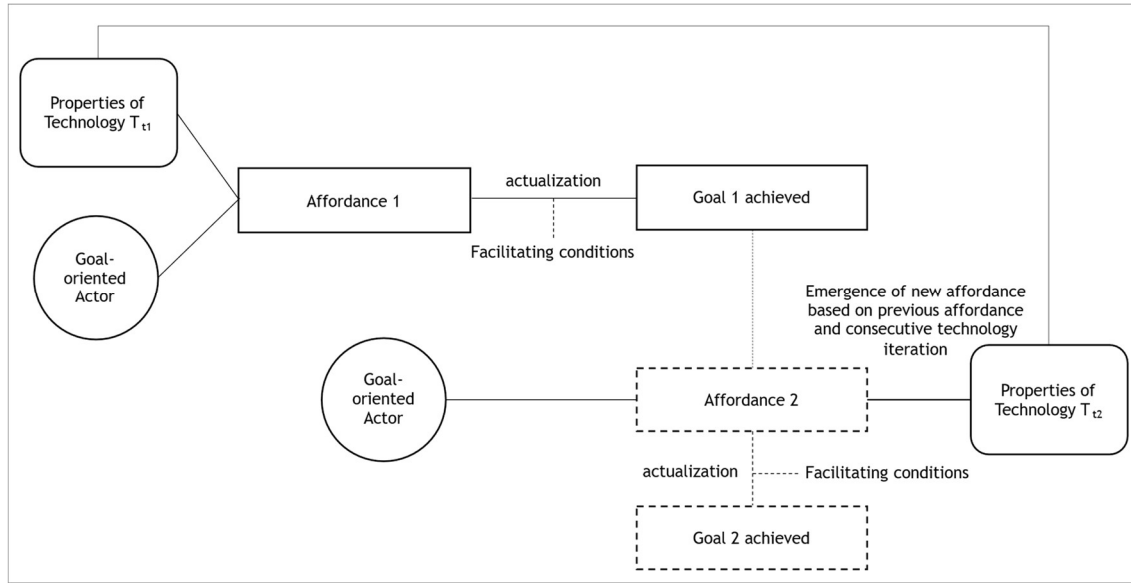 Properties of
Technology T t1
Affordance 1
actualization
Goal 1 achieved
Facilitating conditions
Goal-
oriented
Actor
Emergence of new affordance
based on previous affordance
and consecutive technology
iteration
Goal-
oriented
Actor
Affordance 2
Properties of
Technology T t2
actualization
Facilitating conditions
Goal 2 achieved